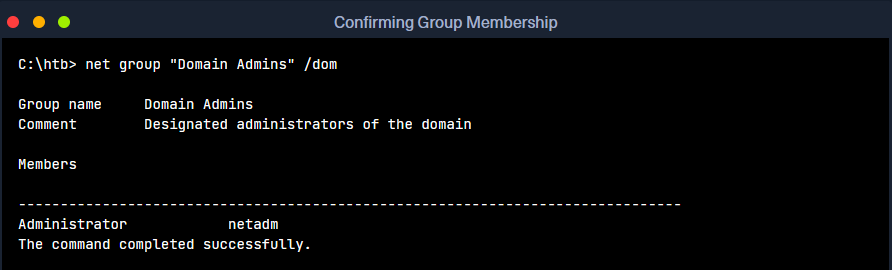 Confirming Group Membership
C:\htb> net group "Domain Admins" /dom
Group name     Domain Admins
Comment        Designated administrators of the domain
Members
-------------------------------------------------------------------------------
Administrator            netadm
The command completed successfully.